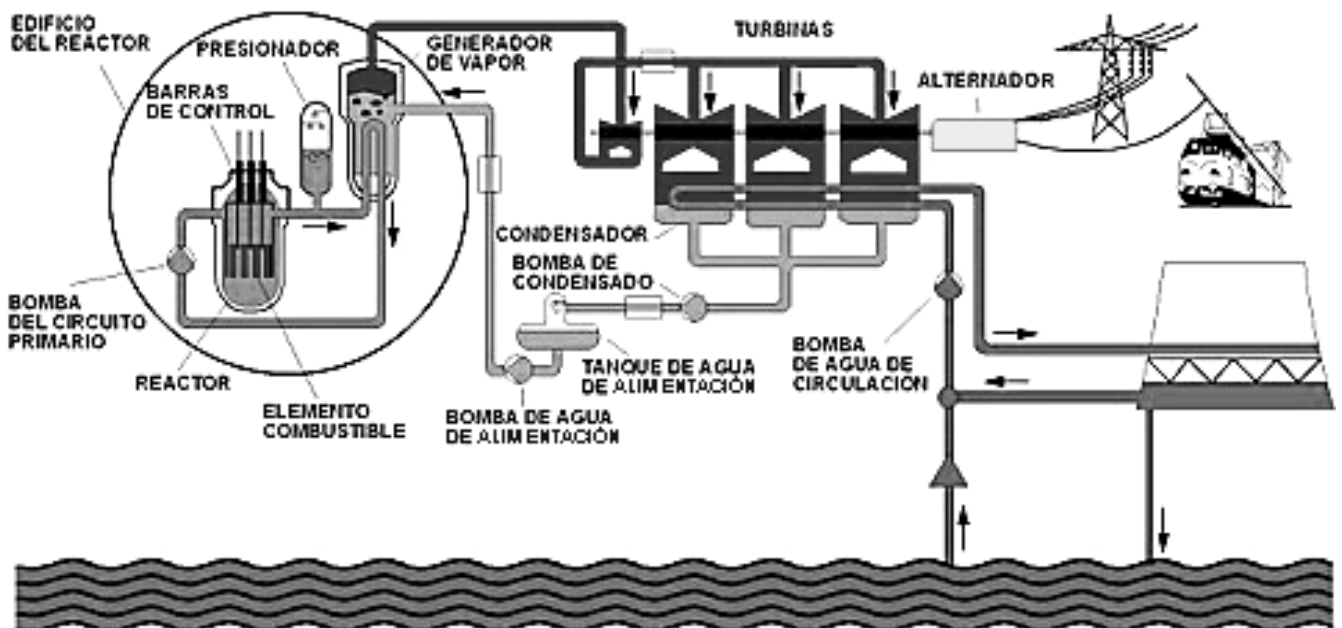 EDIFICIO
DEL REACTOR
PRESIONADOR
GENERADOR
DE VAPOR
TURBINAS
ALTERNADOR
BARRAS
DE CONTROL
CONDENSADOR
BOMBA DE
CONDENSADO
BOMBA
DEL CIRCUITO
PRIMARIO
REACTOR
ELEMENTO
COMBUSTIBLE
TANQUE DE AGUA
DE ALIMENTACIÓN
BOMBA DE AGUA
DE ALIMENTACIÓN
BOMBA
DE AGUA DE
CIRCULACION